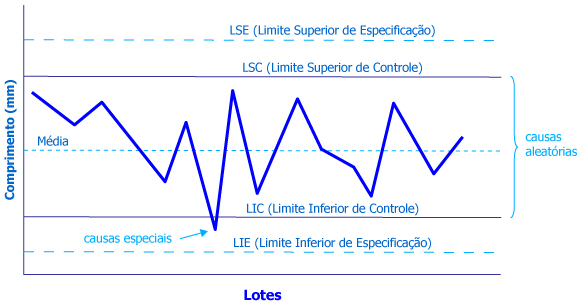 LSE (Limite Superior de Especificação)
LSC (Limite Superior de Controle)
Comprimento (mm)
Média
causas
aleatórias
LIC (Limite Inferior de Controle)
causas especiais
LIE (Limite Inferior de Especificação)
Lotes